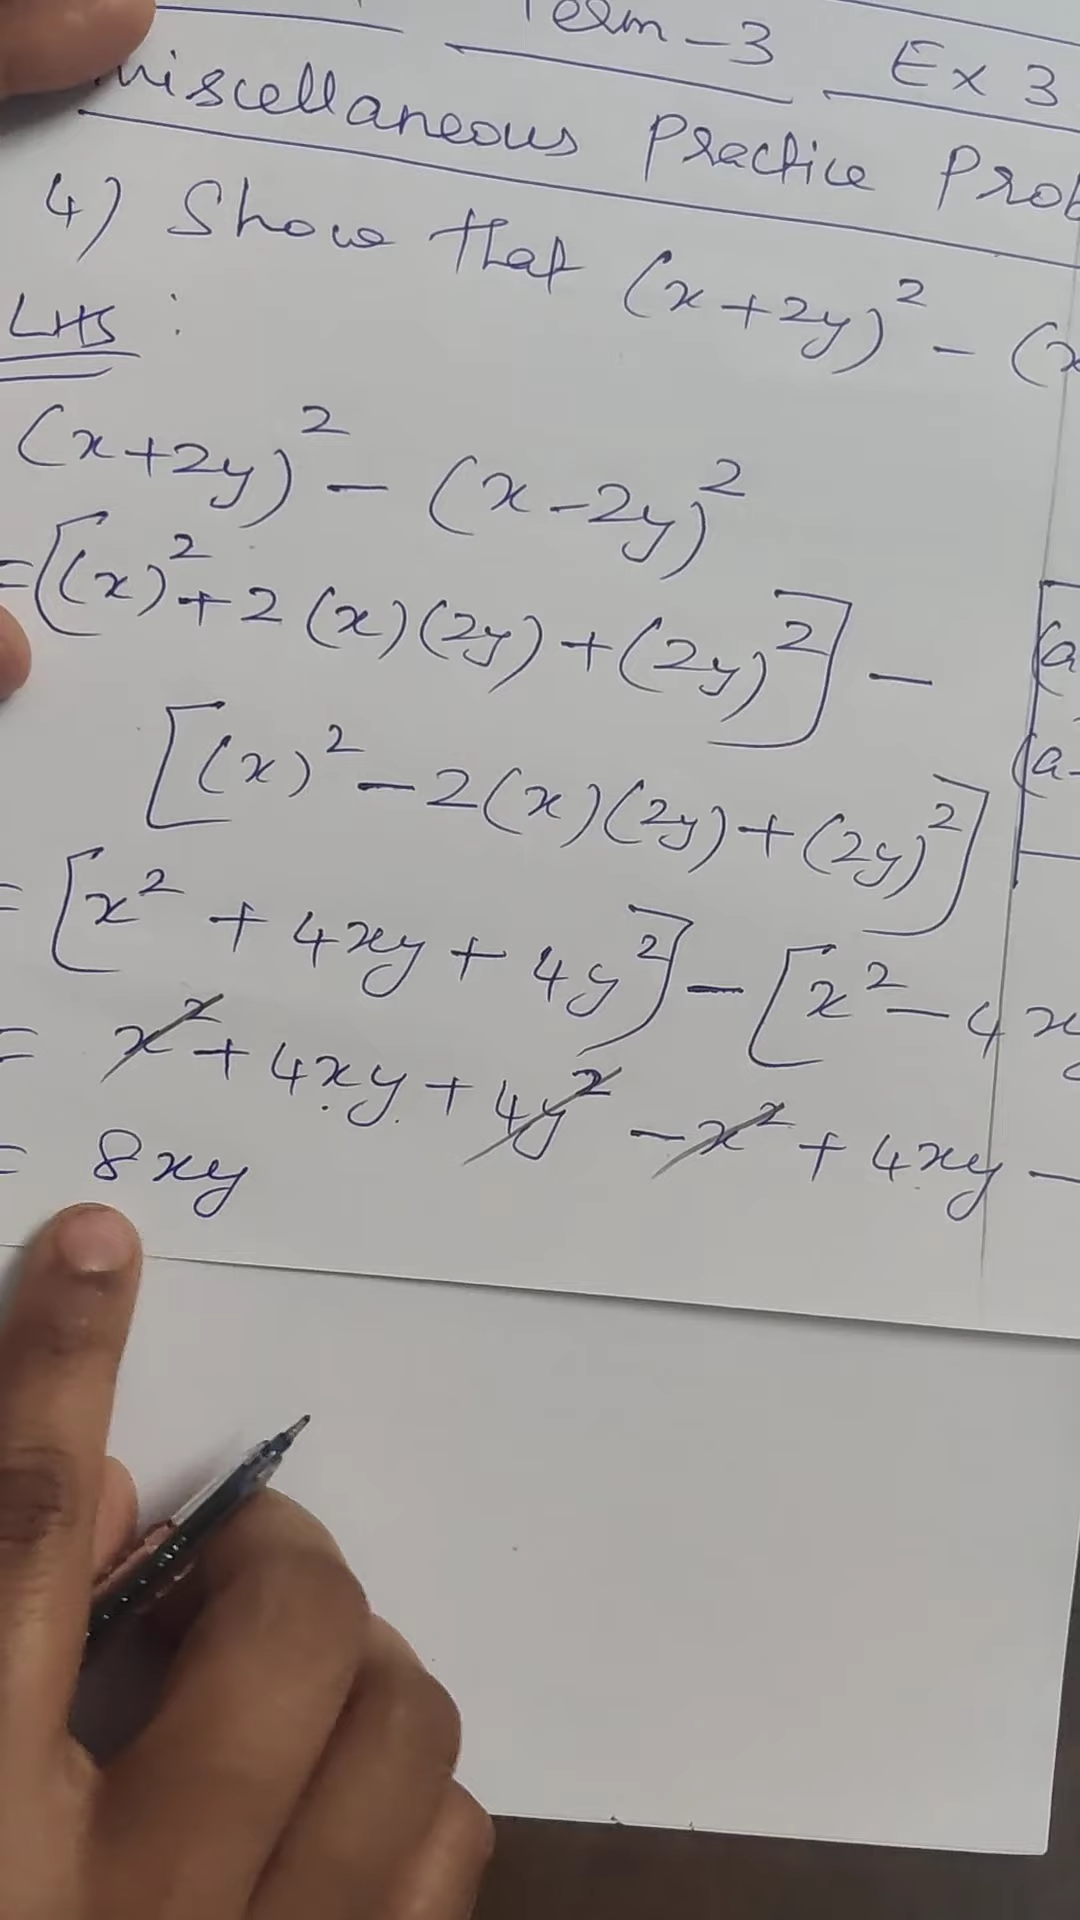 Term-3 Ex 3
miscellaneous Practice Prob
4) Show that (x+2y)² - (x
LHS :
(x+2y)² - (x-2y)²
=[(x)²+2(x)(2y)+(2y)²] -
[(x)²-2(x)(2y)+(2y)²]
(a
(a-
= [x² + 4xy + 4y²] - [x² - 4xy
= x² + 4xy + 4y² - x² + 4xy -
= 8xy